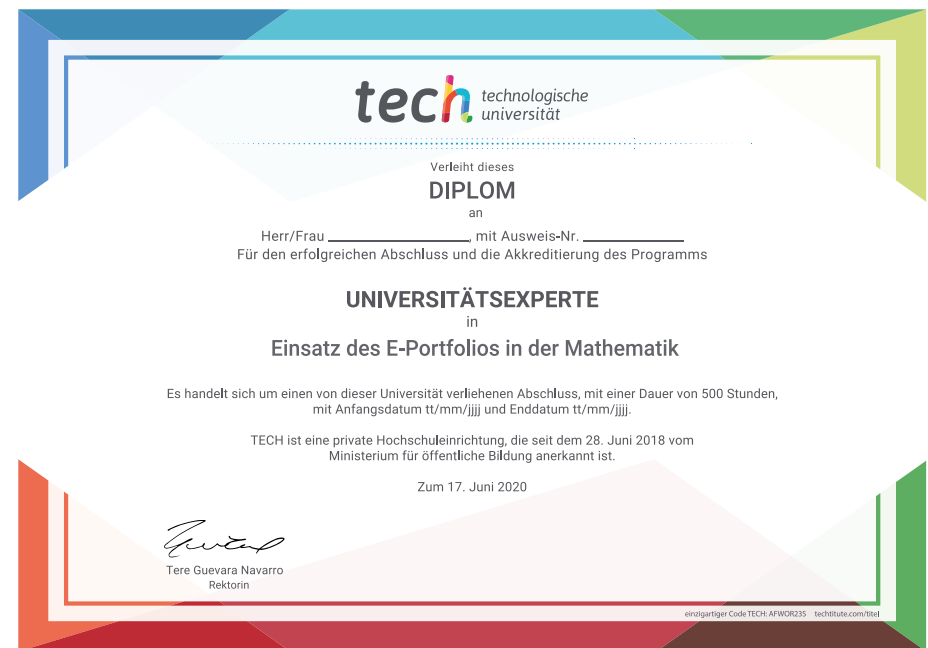 tech technologische
universität
Verleiht dieses
DIPLOM
an
Herr/Frau ____________________, mit Ausweis-Nr. ______________
Für den erfolgreichen Abschluss und die Akkreditierung des Programms
UNIVERSITÄTSEXPERTE
in
Einsatz des E-Portfolios in der Mathematik
Es handelt sich um einen von dieser Universität verliehenen Abschluss, mit einer Dauer von 500 Stunden,
mit Anfangsdatum tt/mm/jjjj und Enddatum tt/mm/jjjj.
TECH ist eine private Hochschuleinrichtung, die seit dem 28. Juni 2018 vom
Ministerium für öffentliche Bildung anerkannt ist.
Zum 17. Juni 2020
Tere Guevara Navarro
Rektorin
einzigartiger Code TECH: AFWOR23S techtitute.com/titel